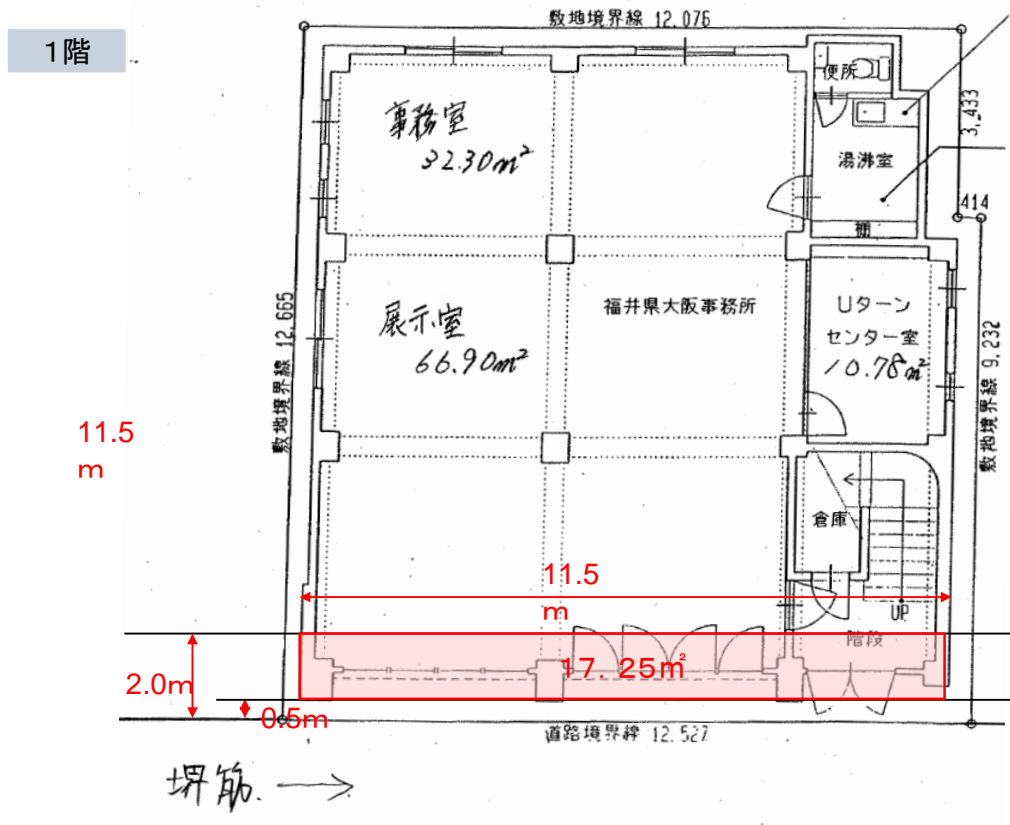 敷地境界線 12.076
1階
便所
事務室
32.30m²
3,433
湯沸室
414
棚
敷地境界線 12.665
展示室
66.90m²
福井県大阪事務所
Uターン
センター室
10.78m²
敷地境界線 9.232
11.5
m
倉庫
11.5
m
UP
階段
17.25㎡
2.0m
0.5m
道路境界線 12.527
堺筋